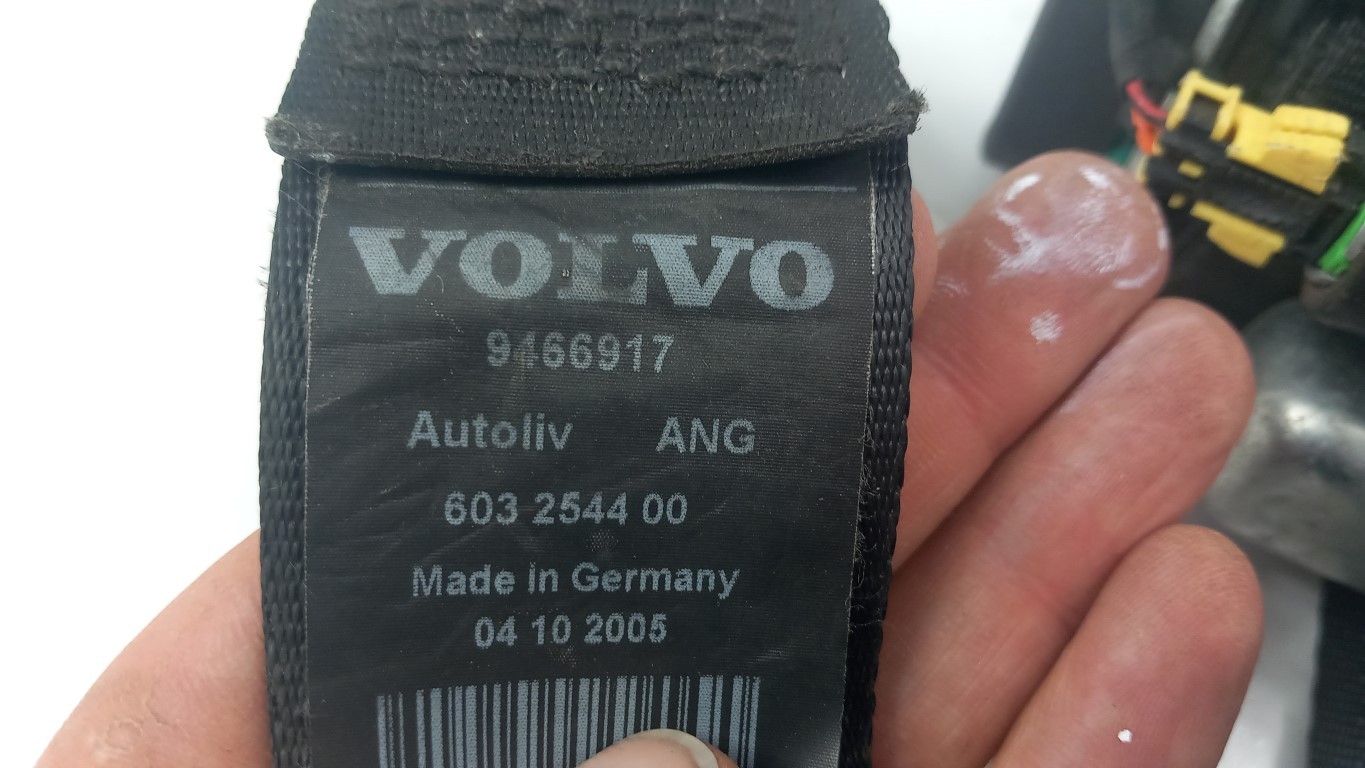 VOLVO
9466917
Autoliv ANG
603 2544 00
Made in Germany
04 10 2005